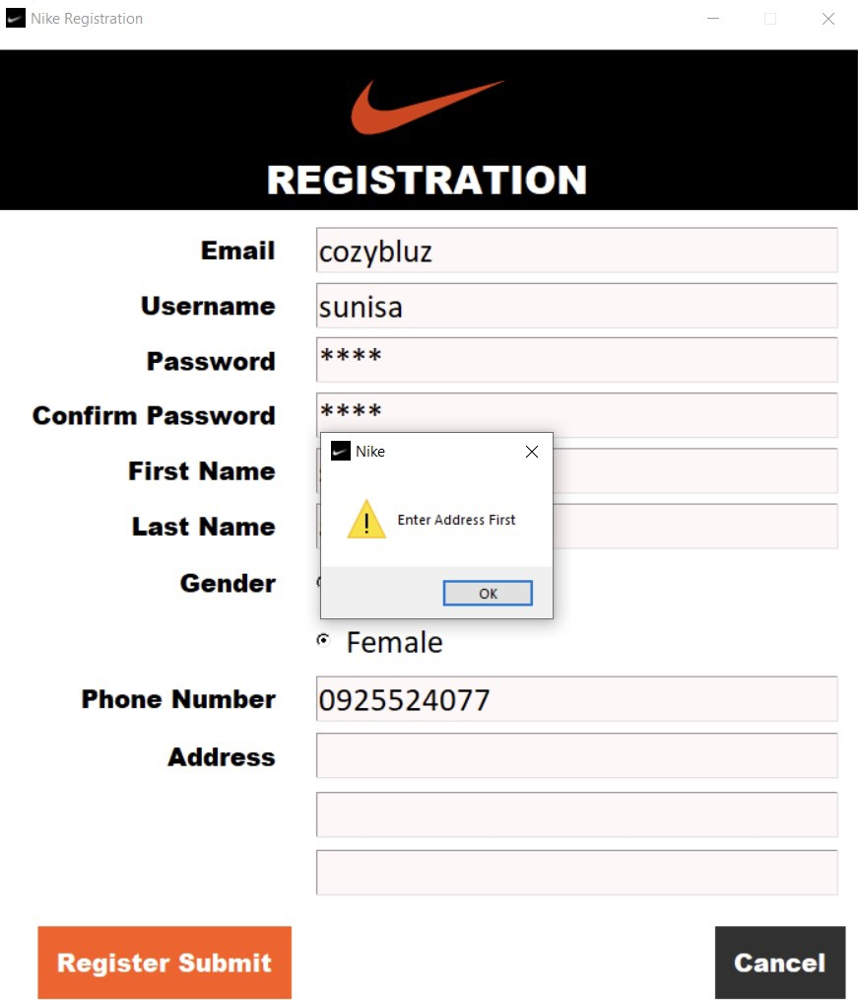 Nike Registration
REGISTRATION
Email cozybluz
Username sunisa
Password ****
Confirm Password ****
Nike
First Name
Enter Address First
Last Name
OK
Gender
Female
Phone Number 0925524077
Address
Register Submit Cancel